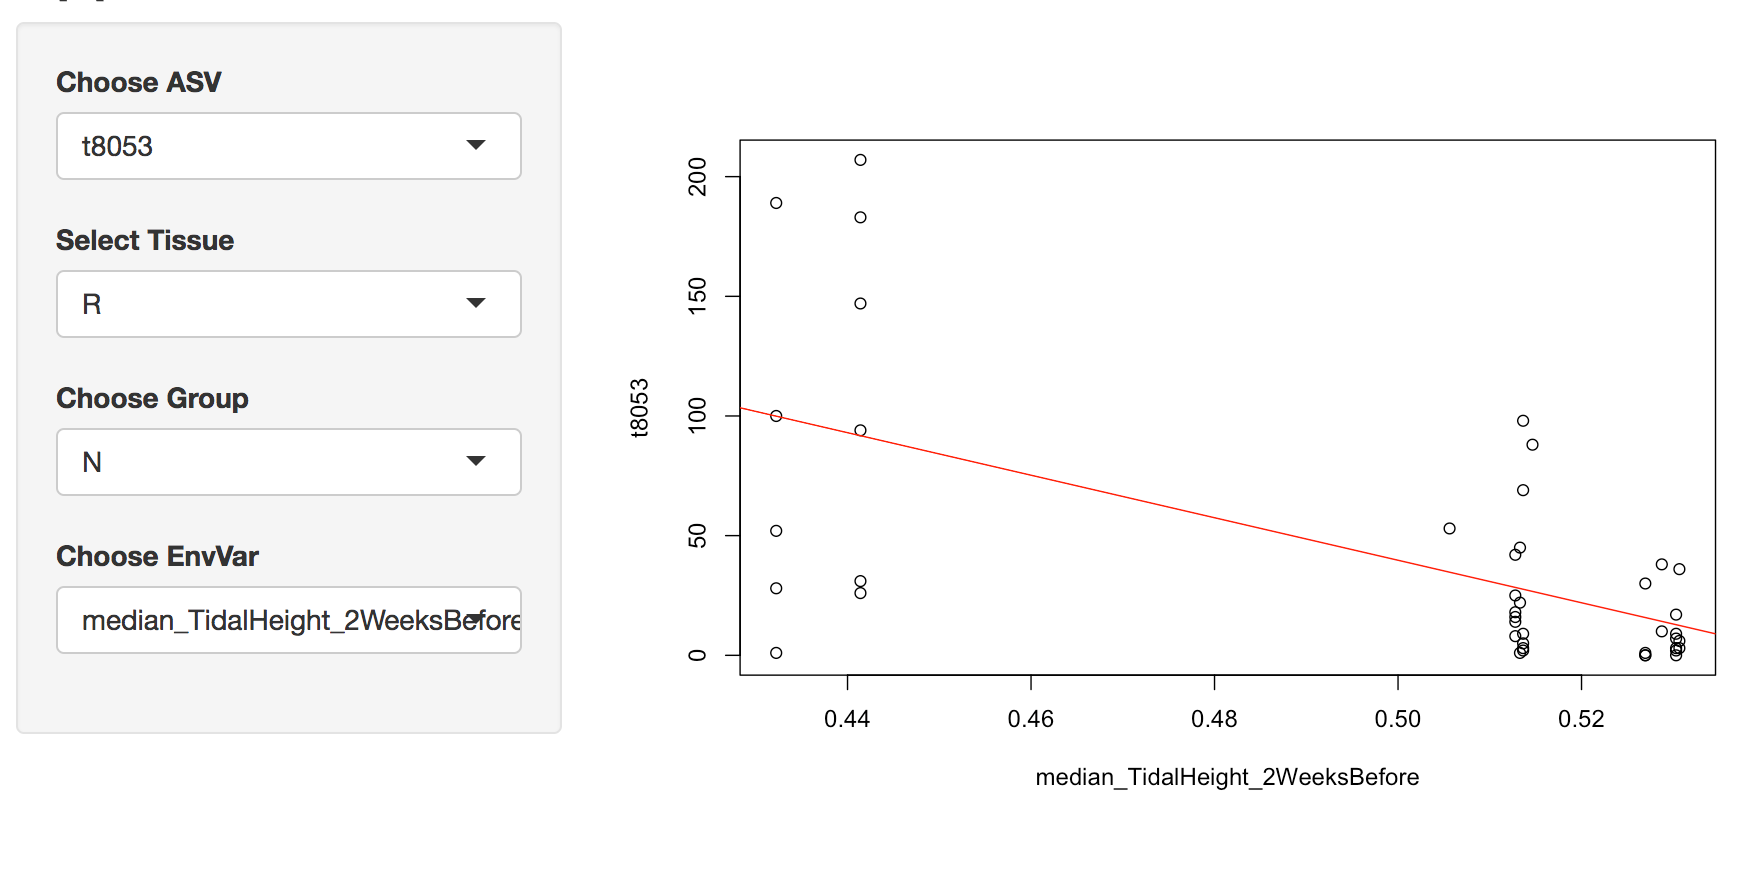 Choose ASV
t8053
Select Tissue
R
Choose Group
N
Choose EnvVar
median_TidalHeight_2WeeksBefore
200
150
100
50
0
t8053
0.44 0.46 0.48 0.50 0.52
median_TidalHeight_2WeeksBefore